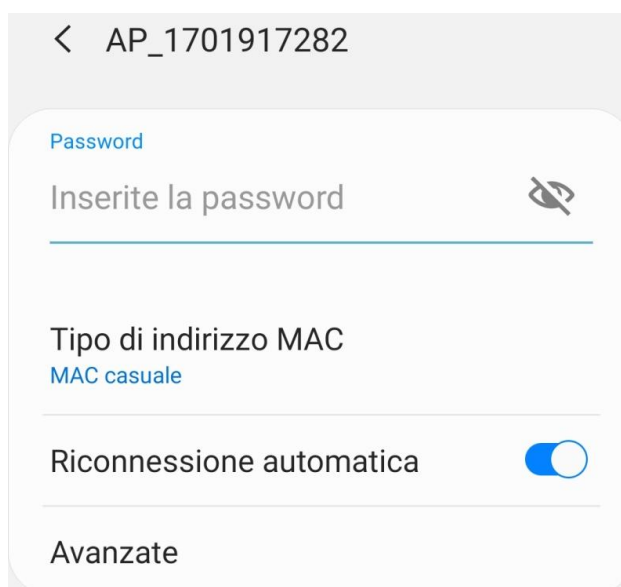 AP_1701917282
Password
Inserite la password
Tipo di indirizzo MAC
MAC casuale
Riconnessione automatica
Avanzate